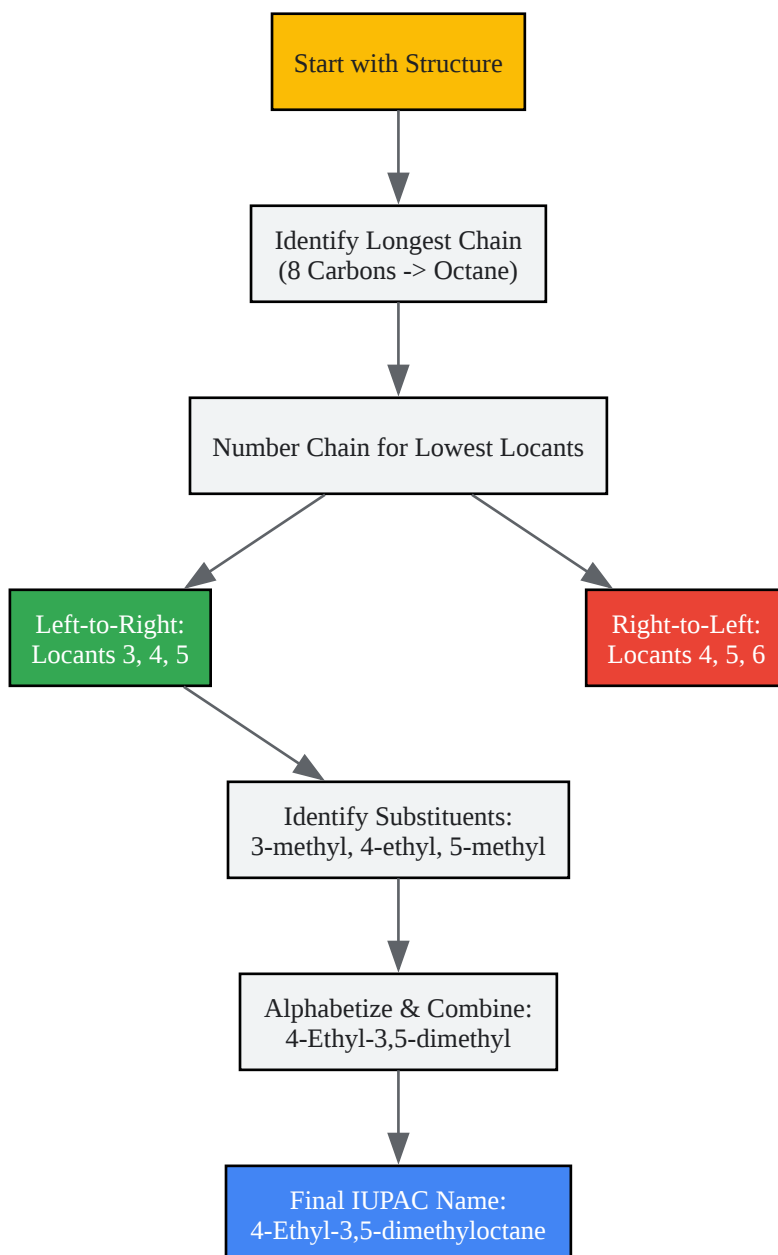 Start with Structure
Identify Longest Chain
(8 Carbons -> Octane)
Number Chain for Lowest Locants
Left-to-Right:
Locants 3, 4, 5
Right-to-Left:
Locants 4, 5, 6
Identify Substituents:
3-methyl, 4-ethyl, 5-methyl
Alphabetize & Combine:
4-Ethyl-3,5-dimethyl
Final IUPAC Name:
4-Ethyl-3,5-dimethyloctane